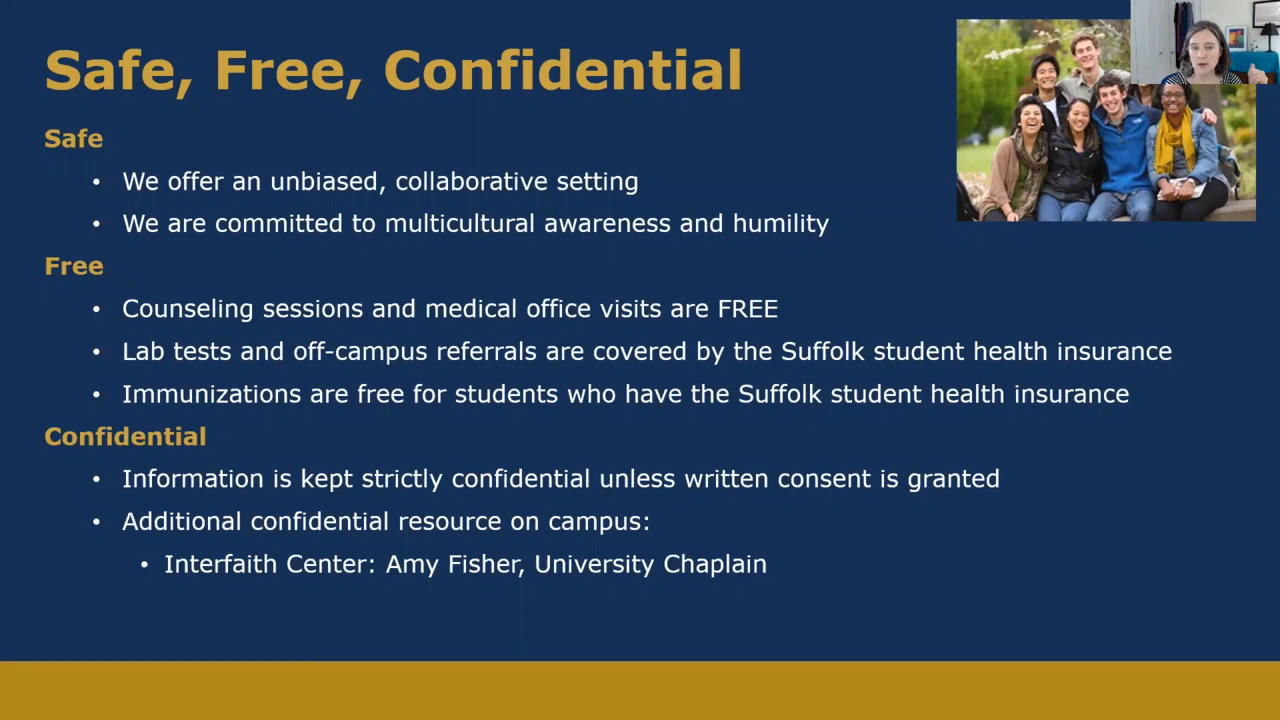 Safe, Free, Confidential
Safe
• We offer an unbiased, collaborative setting
• We are committed to multicultural awareness and humility
Free
• Counseling sessions and medical office visits are FREE
• Lab tests and off-campus referrals are covered by the Suffolk student health insurance
• Immunizations are free for students who have the Suffolk student health insurance
Confidential
• Information is kept strictly confidential unless written consent is granted
• Additional confidential resource on campus:
• Interfaith Center: Amy Fisher, University Chaplain